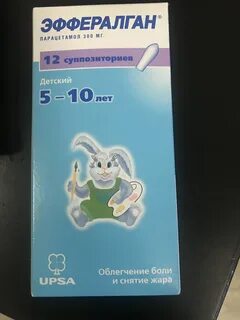 ЭФФЕРАЛГАН®
ПАРАЦЕТАМОЛ 300 МГ
12 суппозиториев
Детский
5 – 10 лет
Облегчение боли
и снятие жара
UPSA